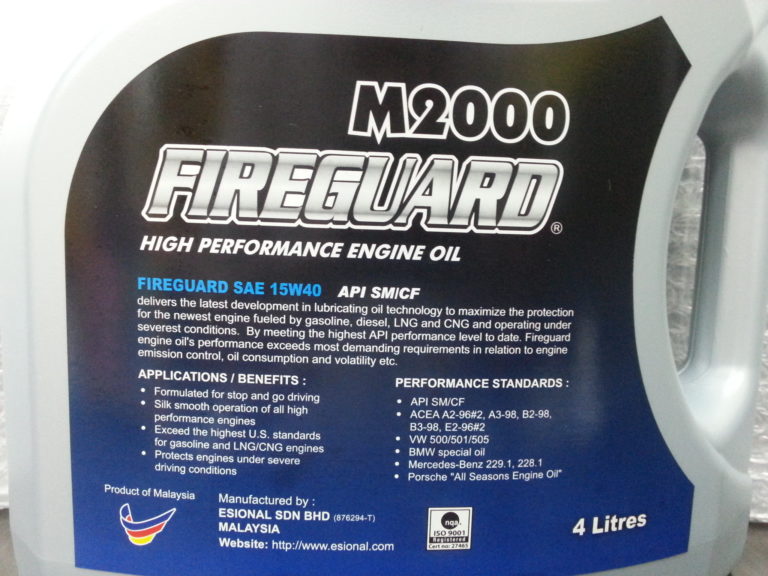 M2000
FIREGUARD®
HIGH PERFORMANCE ENGINE OIL
FIREGUARD SAE 15W40 API SM/CF
delivers the latest development in lubricating oil technology to maximize the protection
for the newest engine fueled by gasoline, diesel, LNG and CNG and operating under
severest conditions. By meeting the highest API performance level to date. Fireguard
engine oil's performance exceeds most demanding requirements in relation to engine
emission control, oil consumption and volatility etc.
APPLICATIONS / BENEFITS :
• Formulated for stop and go driving
• Silk smooth operation of all high
performance engines
• Exceed the highest U.S. standards
for gasoline and LNG/CNG engines
• Protects engines under severe
driving conditions
PERFORMANCE STANDARDS :
• API SM/CF
• ACEA A2-96#2, A3-98, B2-98,
B3-98, E2-96#2
• VW 500/501/505
• BMW special oil
• Mercedes-Benz 229.1, 228.1
• Porsche "All Seasons Engine Oil"
Product of Malaysia
Manufactured by :
ESIONAL SDN BHD (876294-T)
MALAYSIA
Website: http://www.esional.com
nqa
ISO 9001
Registered
Cert no: 27465
4 Litres